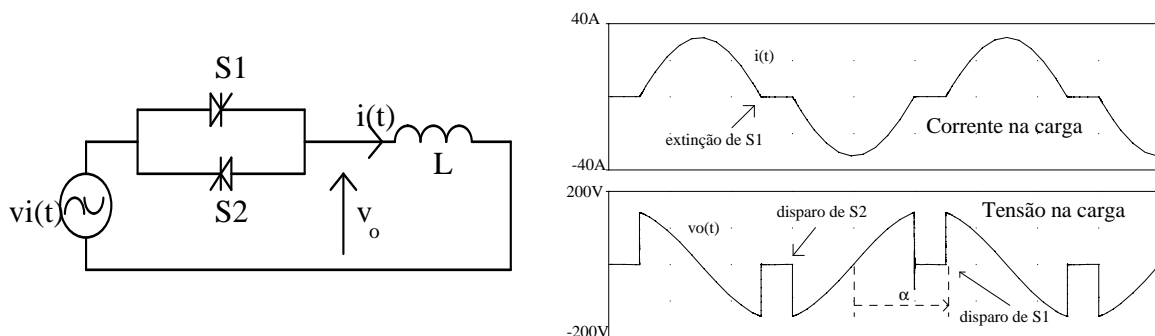 S1
i(t)
L
S2
vi(t)
v
o
40A
i(t)
extinção de S1
Corrente na carga
-40A
200V
disparo de S2
Tensão na carga
vo(t)
α
disparo de S1
-200V